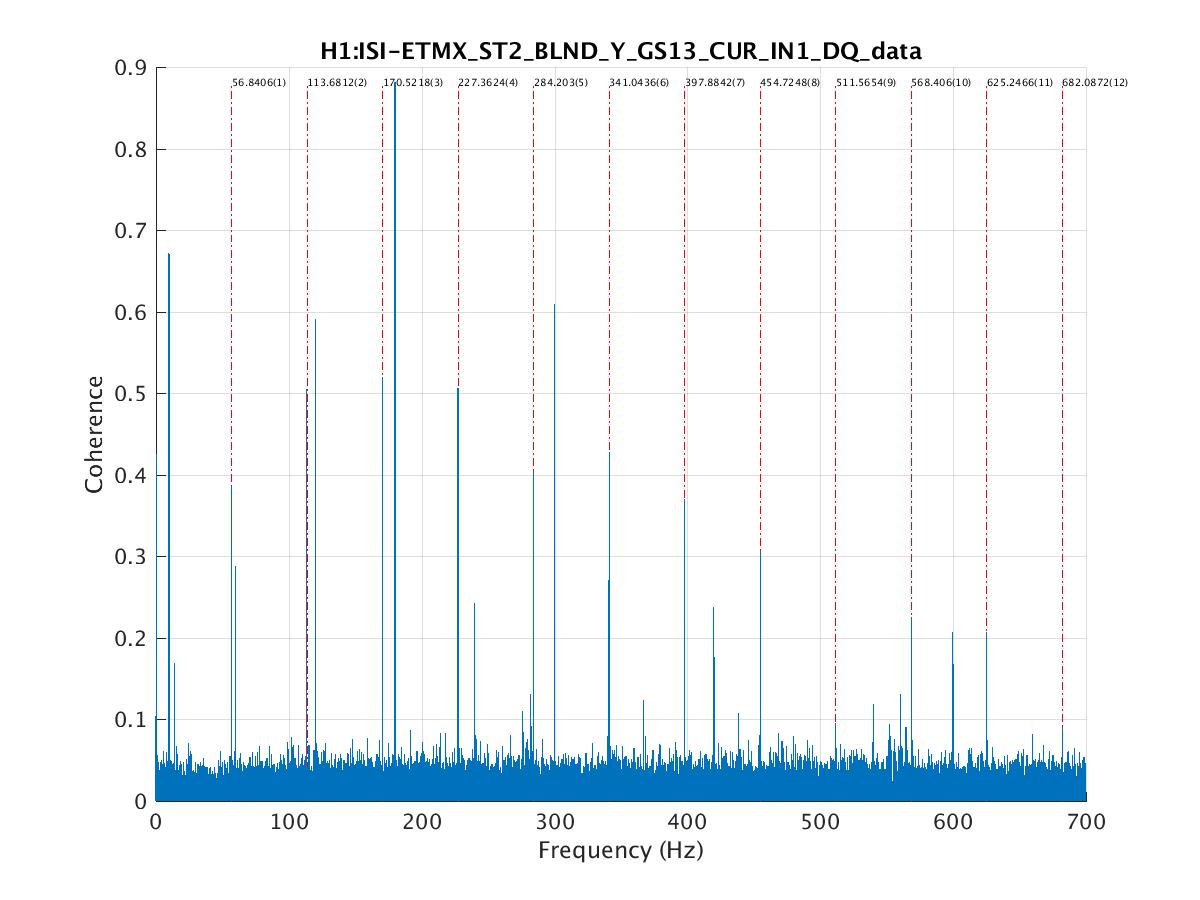 H1:ISI-ETMX_ST2_BLND_Y_GS13_CUR_IN1_DQ_data
0.9
56.8406(1) 113.6812(2) 170.5218(3) 227.3624(4) 284.203(5) 341.0436(6) 397.8842(7) 454.7248(8) 511.5654(9) 568.406(10) 625.2466(11) 682.0872(12)
0.8
0.7
0.6
0.5
Coherence
0.4
0.3
0.2
0.1
0
0 100 200 300 400 500 600 700
Frequency (Hz)